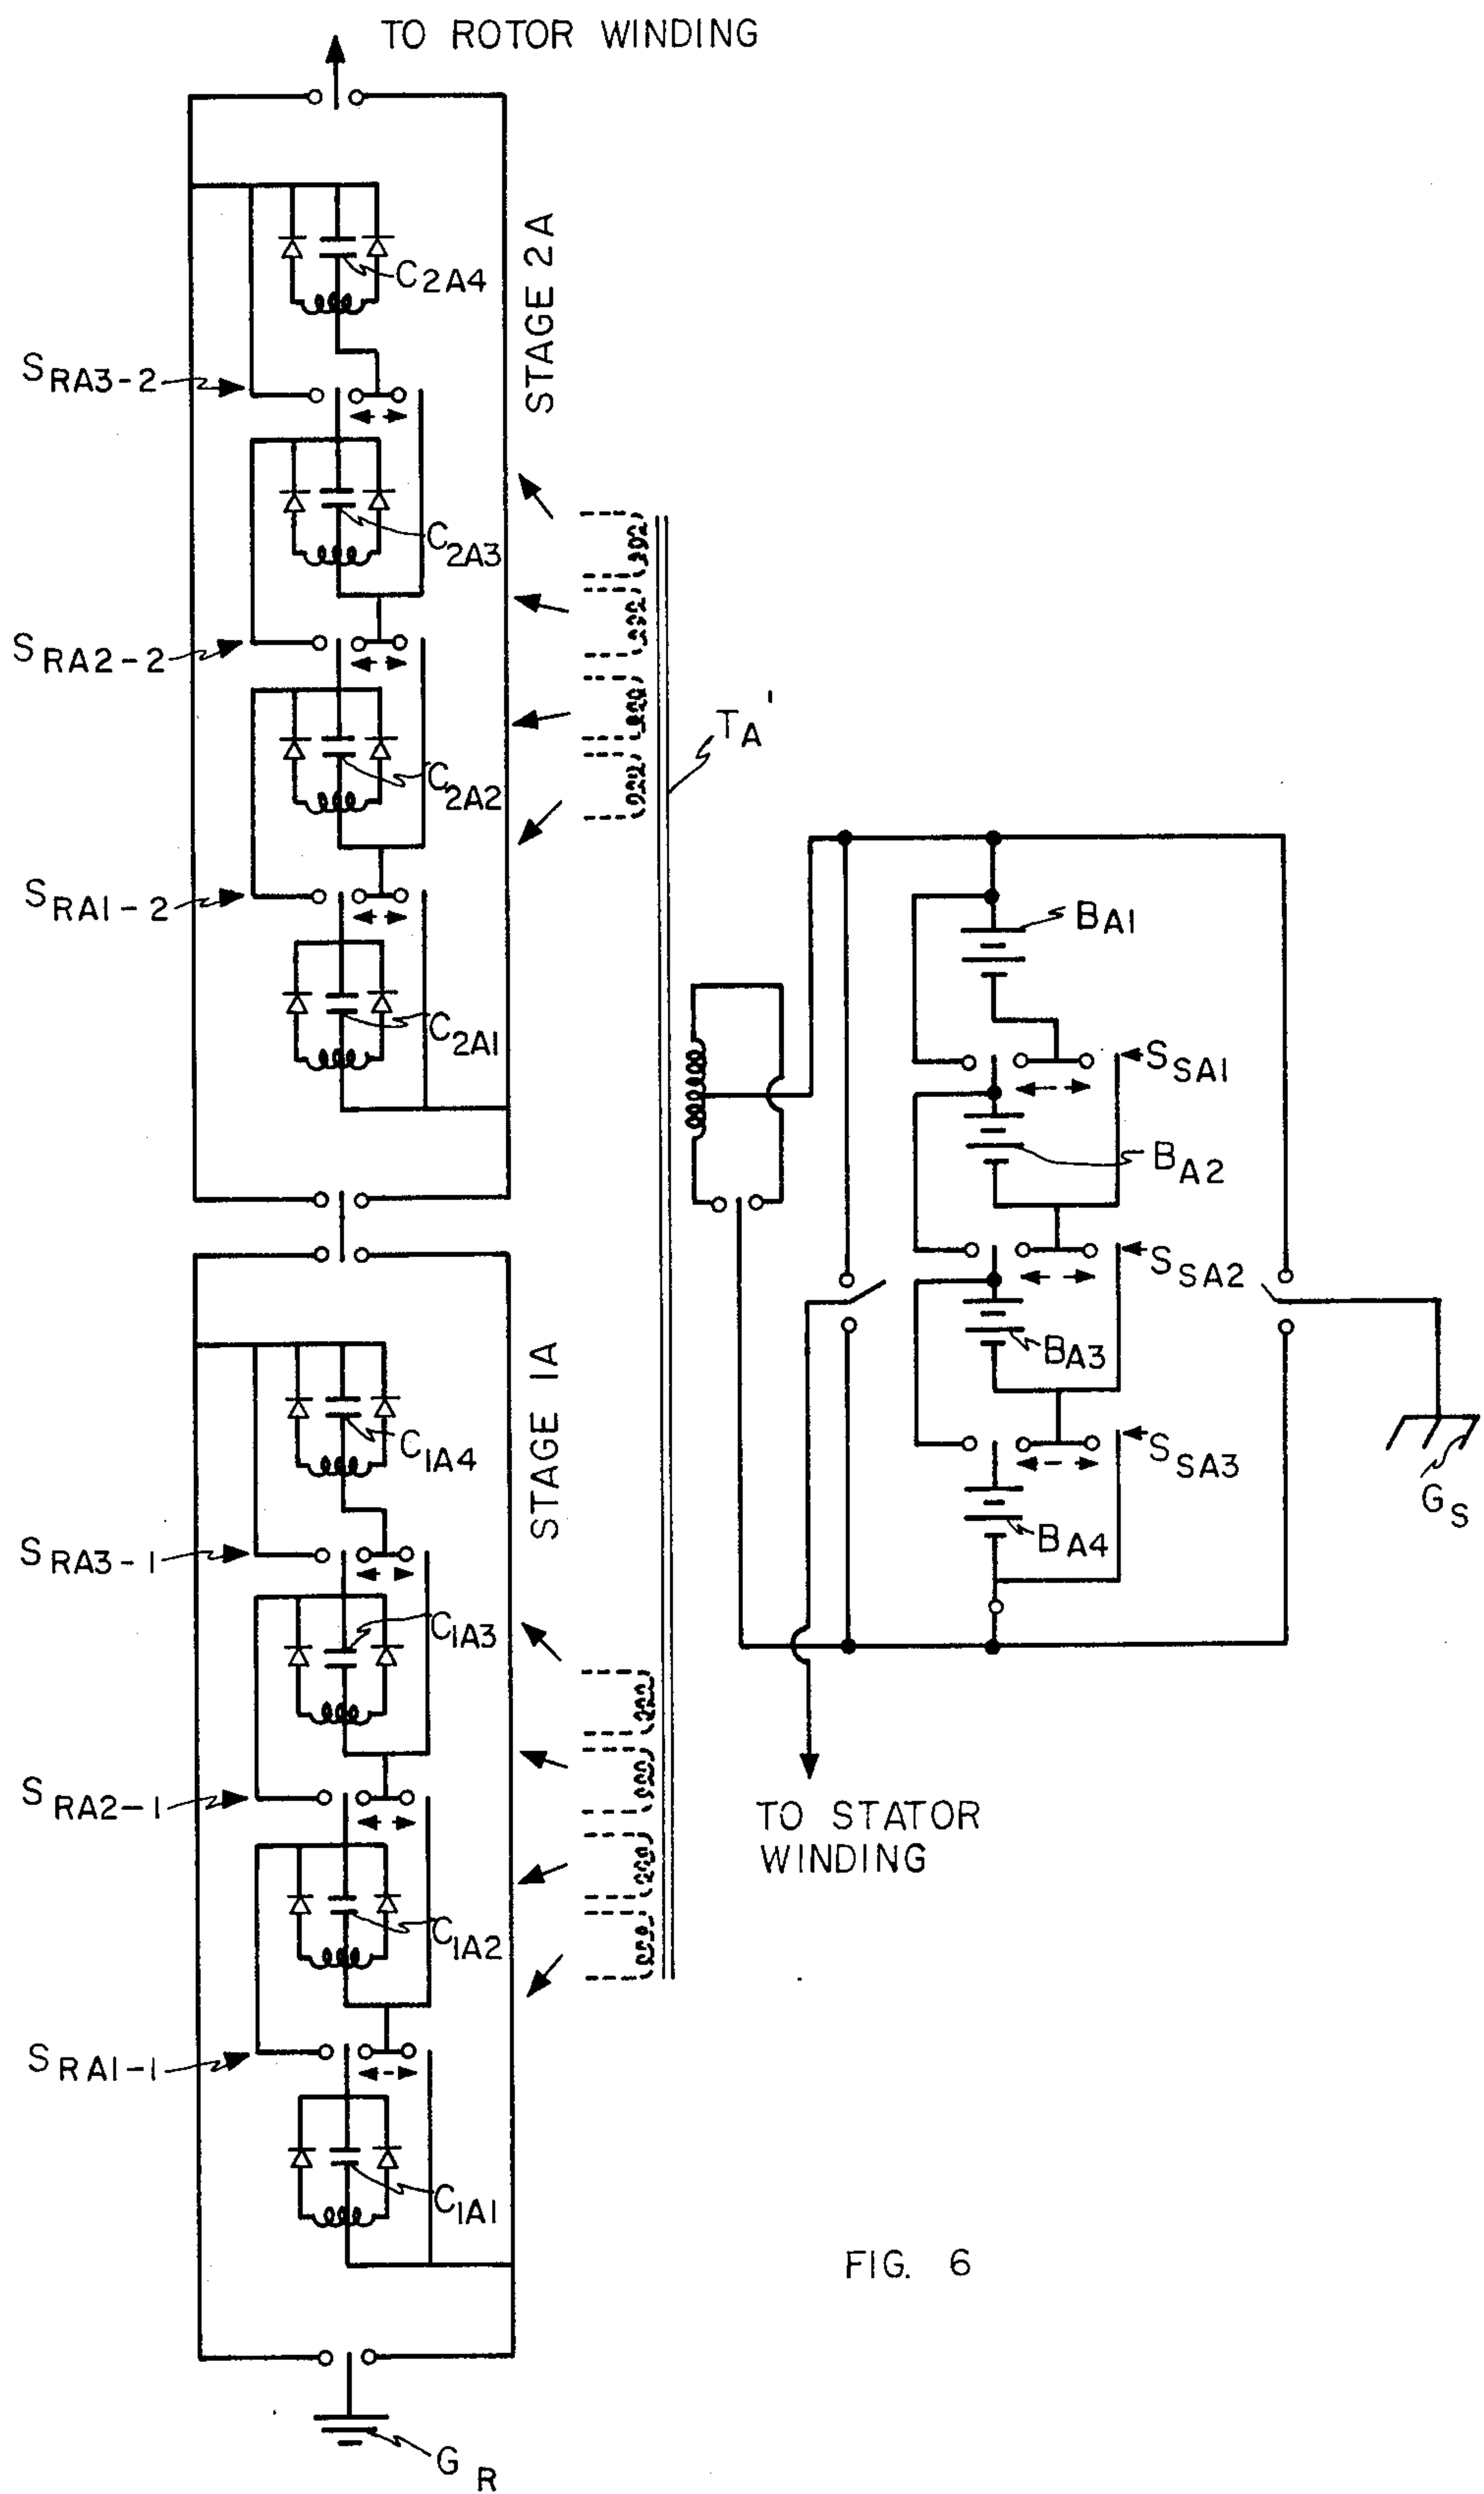 TO ROTOR WINDING
STAGE 2A
C2A4
SRA3-2
C2A3
SRA2-2
C2A2
SRA1-2
C2A1
TA'
BA1
SSA1
BA2
SSA2
BA3
SSA3
BA4
GS
STAGE 1A
C1A4
SRA3-1
C1A3
SRA2-1
C1A2
SRA1-1
C1A1
TO STATOR
WINDING
FIG. 6
GR